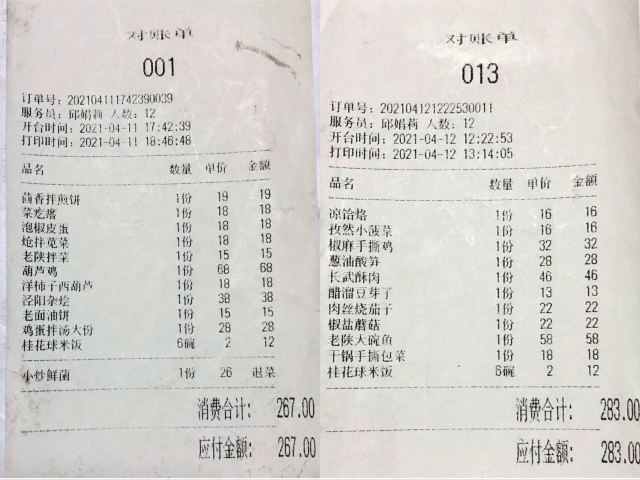 对账单
001
订单号: 202104111742390039
服务员: 邱娟莉 人数: 12
开台时间: 2021-04-11 17:42:39
打印时间: 2021-04-11 18:46:46
品名 数量 单价 金额
茴香拌煎饼 1份 19 19
菜疙瘩 1份 18 18
泡椒皮蛋 1份 18 18
炝拌苋菜 1份 18 18
老陕拌菜 1份 15 15
葫芦鸡 1份 68 68
洋柿子西葫芦 1份 18 18
泾阳杂烩 1份 38 38
老面油饼 1份 15 15
鸡蛋拌汤大份 1份 28 28
桂花球米饭 6碗 2 12
小炒鲜菌 1份 26 退菜
消费合计: 267.00
应付金额: 267.00
对账单
013
订单号: 202104121222530011
服务员: 邱娟莉 人数: 12
开台时间: 2021-04-12 12:22:53
打印时间: 2021-04-12 13:14:05
品名 数量 单价 金额
凉饸饹 1份 16 16
孜然小菠菜 1份 16 16
椒麻手撕鸡 1份 32 32
葱油酸笋 1份 28 28
长武酥肉 1份 46 46
醋溜豆芽子 1份 13 13
肉丝烧茄子 1份 22 22
椒盐蘑菇 1份 22 22
老陕大碗鱼 1份 58 58
干锅手撕包菜 1份 18 18
桂花球米饭 6碗 2 12
消费合计: 283.00
应付金额: 283.00